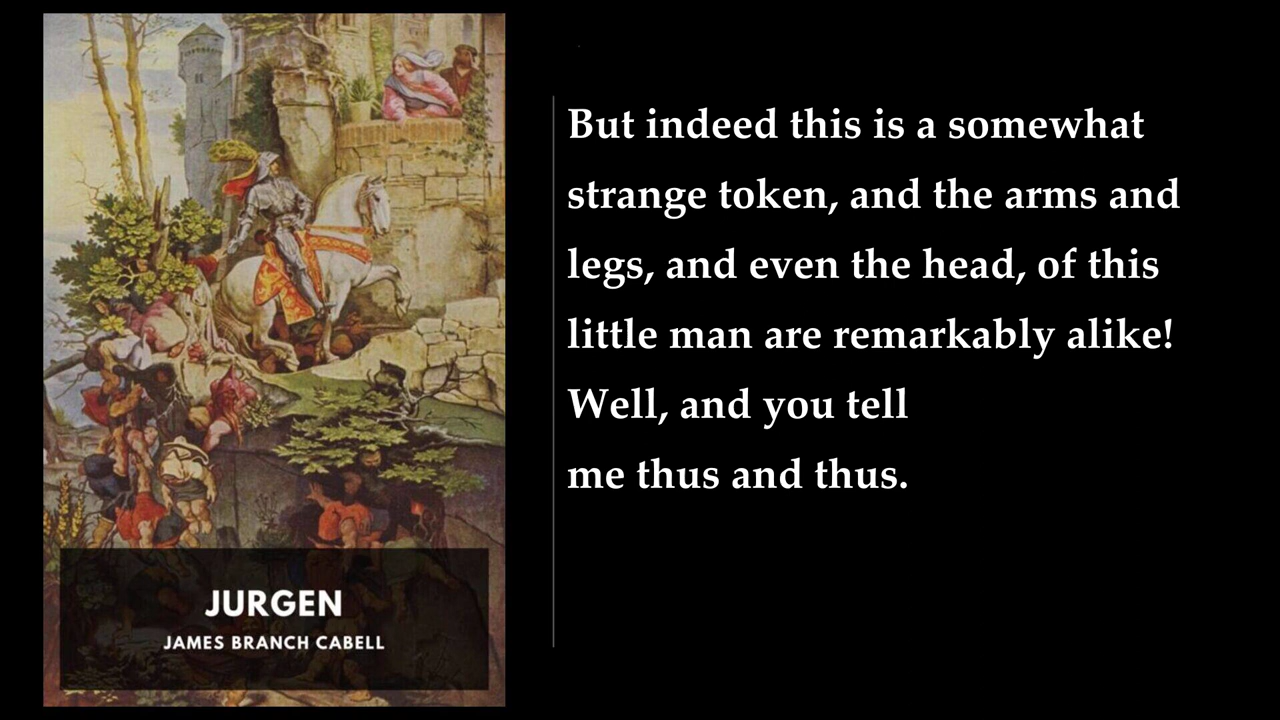 But indeed this is a somewhat
strange token, and the arms and
legs, and even the head, of this
little man are remarkably alike!
Well, and you tell
me thus and thus.
JURGEN
JAMES BRANCH CABELL